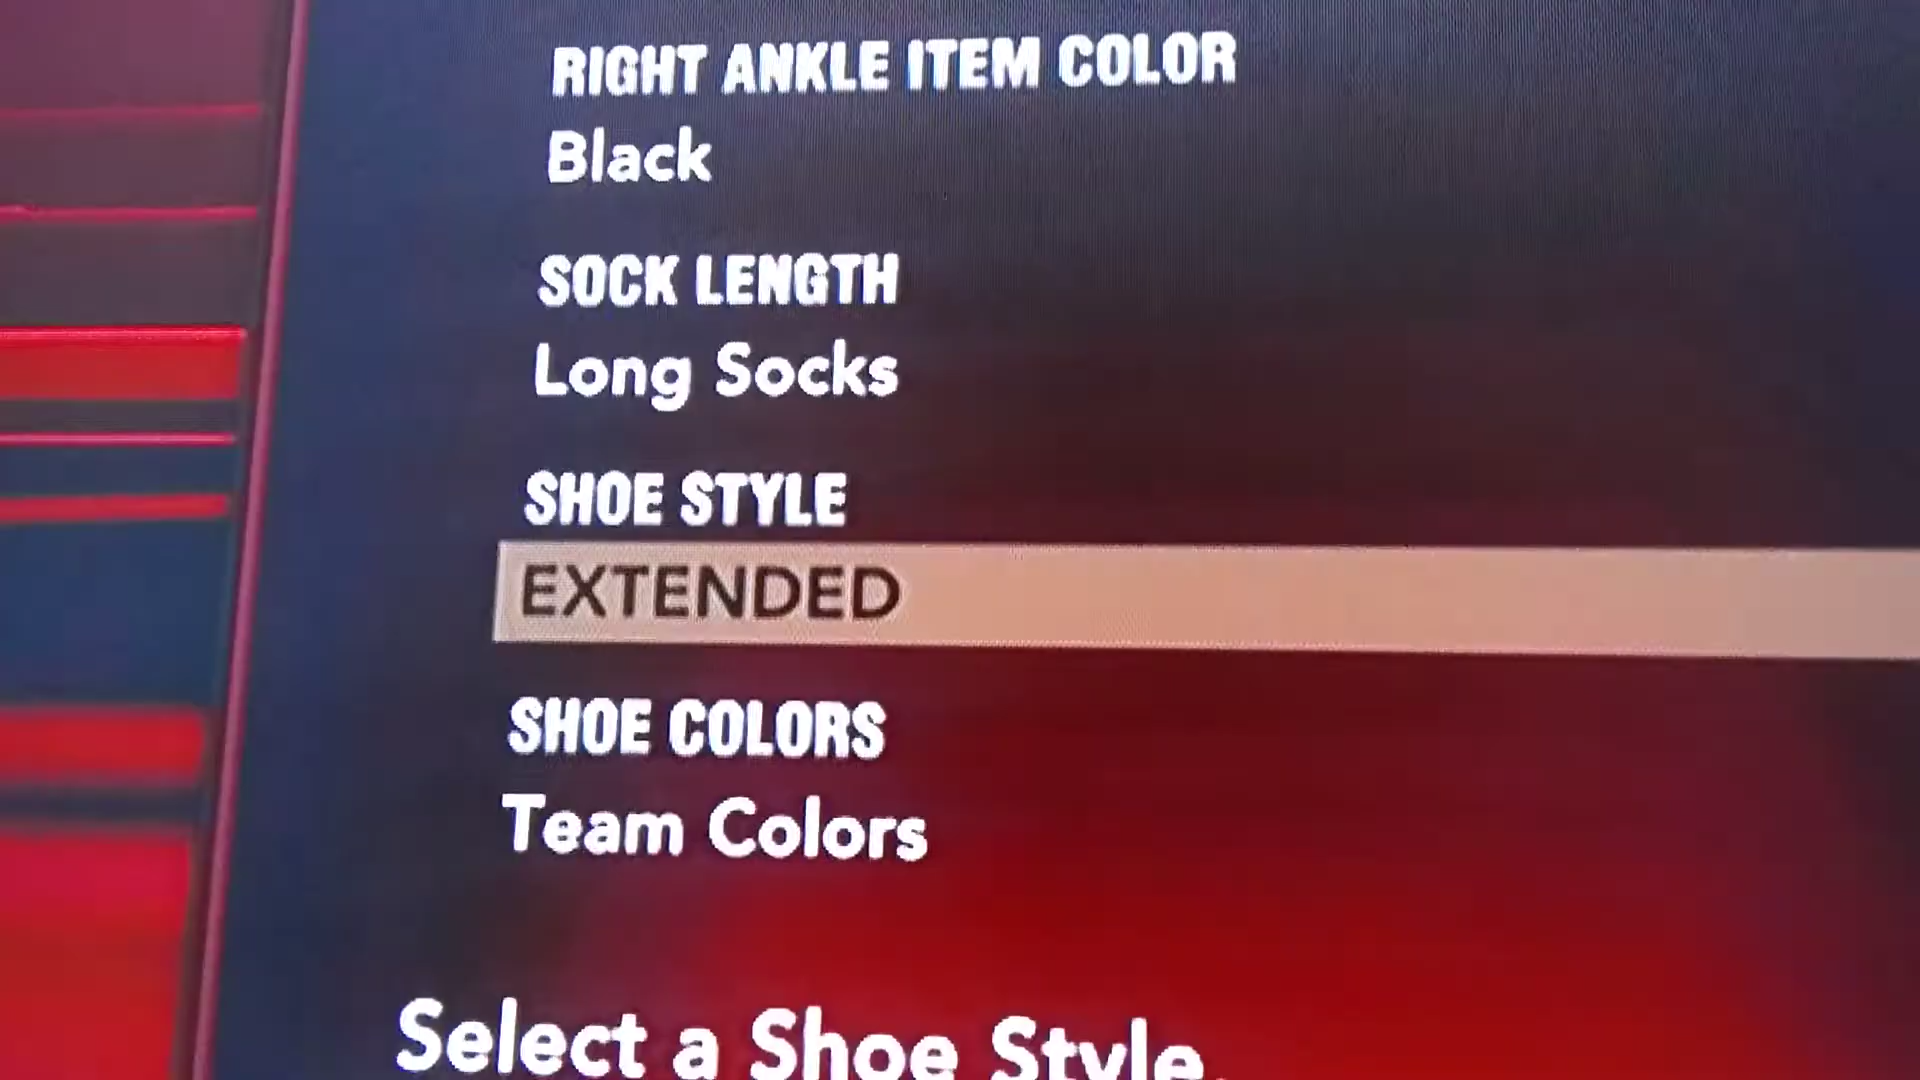 RIGHT ANKLE ITEM COLOR
Black
SOCK LENGTH
Long Socks
SHOE STYLE
EXTENDED
SHOE COLORS
Team Colors
Select a Shoe Style.